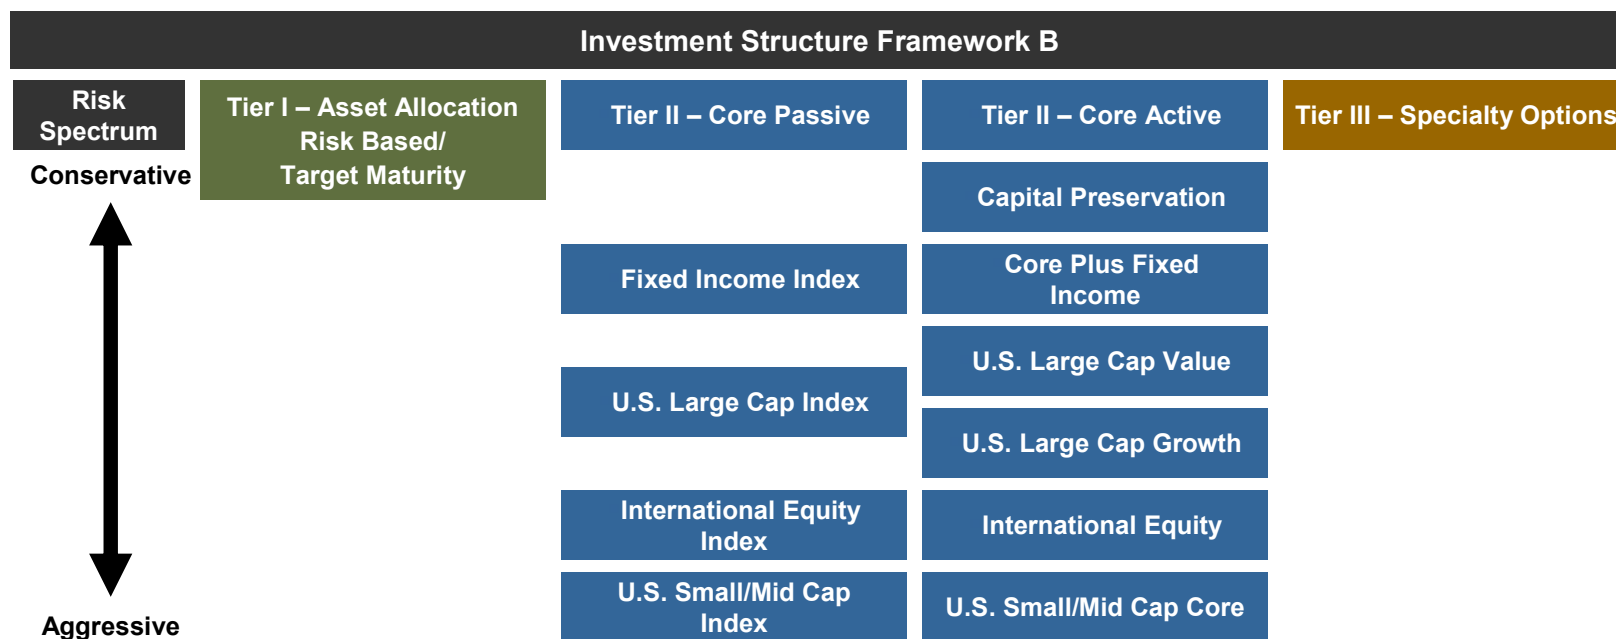 Investment Structure Framework B
Risk
Spectrum
Tier I – Asset Allocation
Risk Based/
Target Maturity
Tier II – Core Passive
Tier II – Core Active
Tier III – Specialty Options
Conservative
Capital Preservation
Fixed Income Index
Core Plus Fixed
Income
U.S. Large Cap Value
U.S. Large Cap Index
U.S. Large Cap Growth
International Equity
Index
International Equity
U.S. Small/Mid Cap
Index
U.S. Small/Mid Cap Core
Aggressive